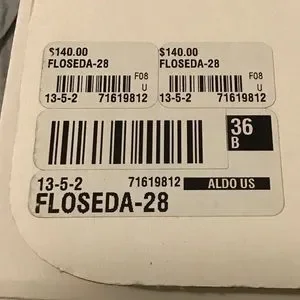 $140.00
FLOSEDA-28
F08
U
13-5-2 71619812
$140.00
FLOSEDA-28
F08
U
13-5-2 71619812
36
B
13-5-2 71619812 ALDO US
FLOSEDA-28